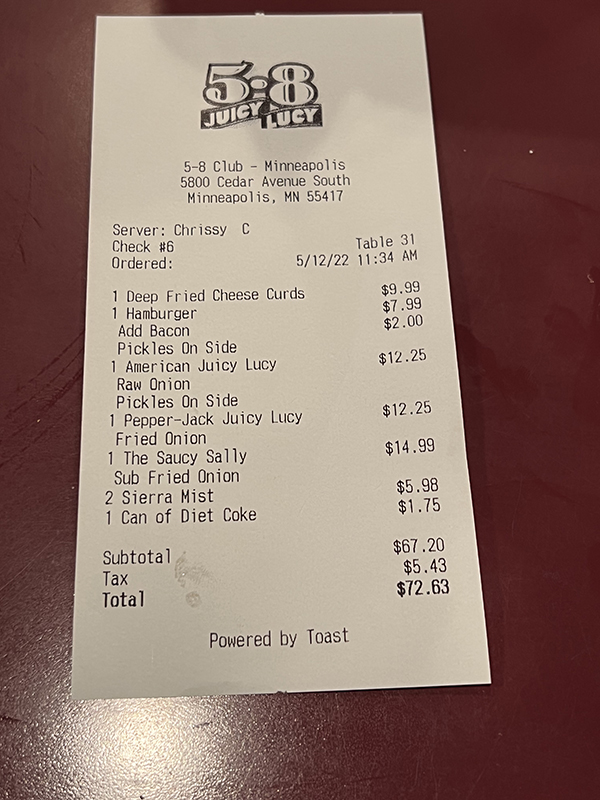 5-8
JUICY LUCY
5-8 Club - Minneapolis
5800 Cedar Avenue South
Minneapolis, MN 55417
Server: Chrissy C
Check #6 Table 31
Ordered: 5/12/22 11:34 AM
1 Deep Fried Cheese Curds $9.99
1 Hamburger $7.99
Add Bacon $2.00
Pickles On Side
1 American Juicy Lucy $12.25
Raw Onion
Pickles On Side
1 Pepper-Jack Juicy Lucy $12.25
Fried Onion
1 The Saucy Sally $14.99
Sub Fried Onion
2 Sierra Mist $5.98
1 Can of Diet Coke $1.75
Subtotal $67.20
Tax $5.43
Total $72.63
Powered by Toast